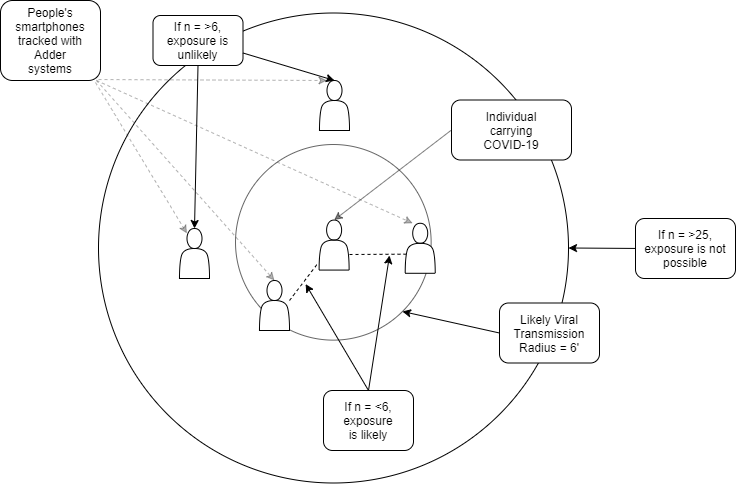 People's
smartphones
tracked with
Adder
systems
If n = >6,
exposure is
unlikely
Individual
carrying
COVID-19
If n = >25,
exposure is not
possible
Likely Viral
Transmission
Radius = 6'
If n = <6,
exposure
is likely